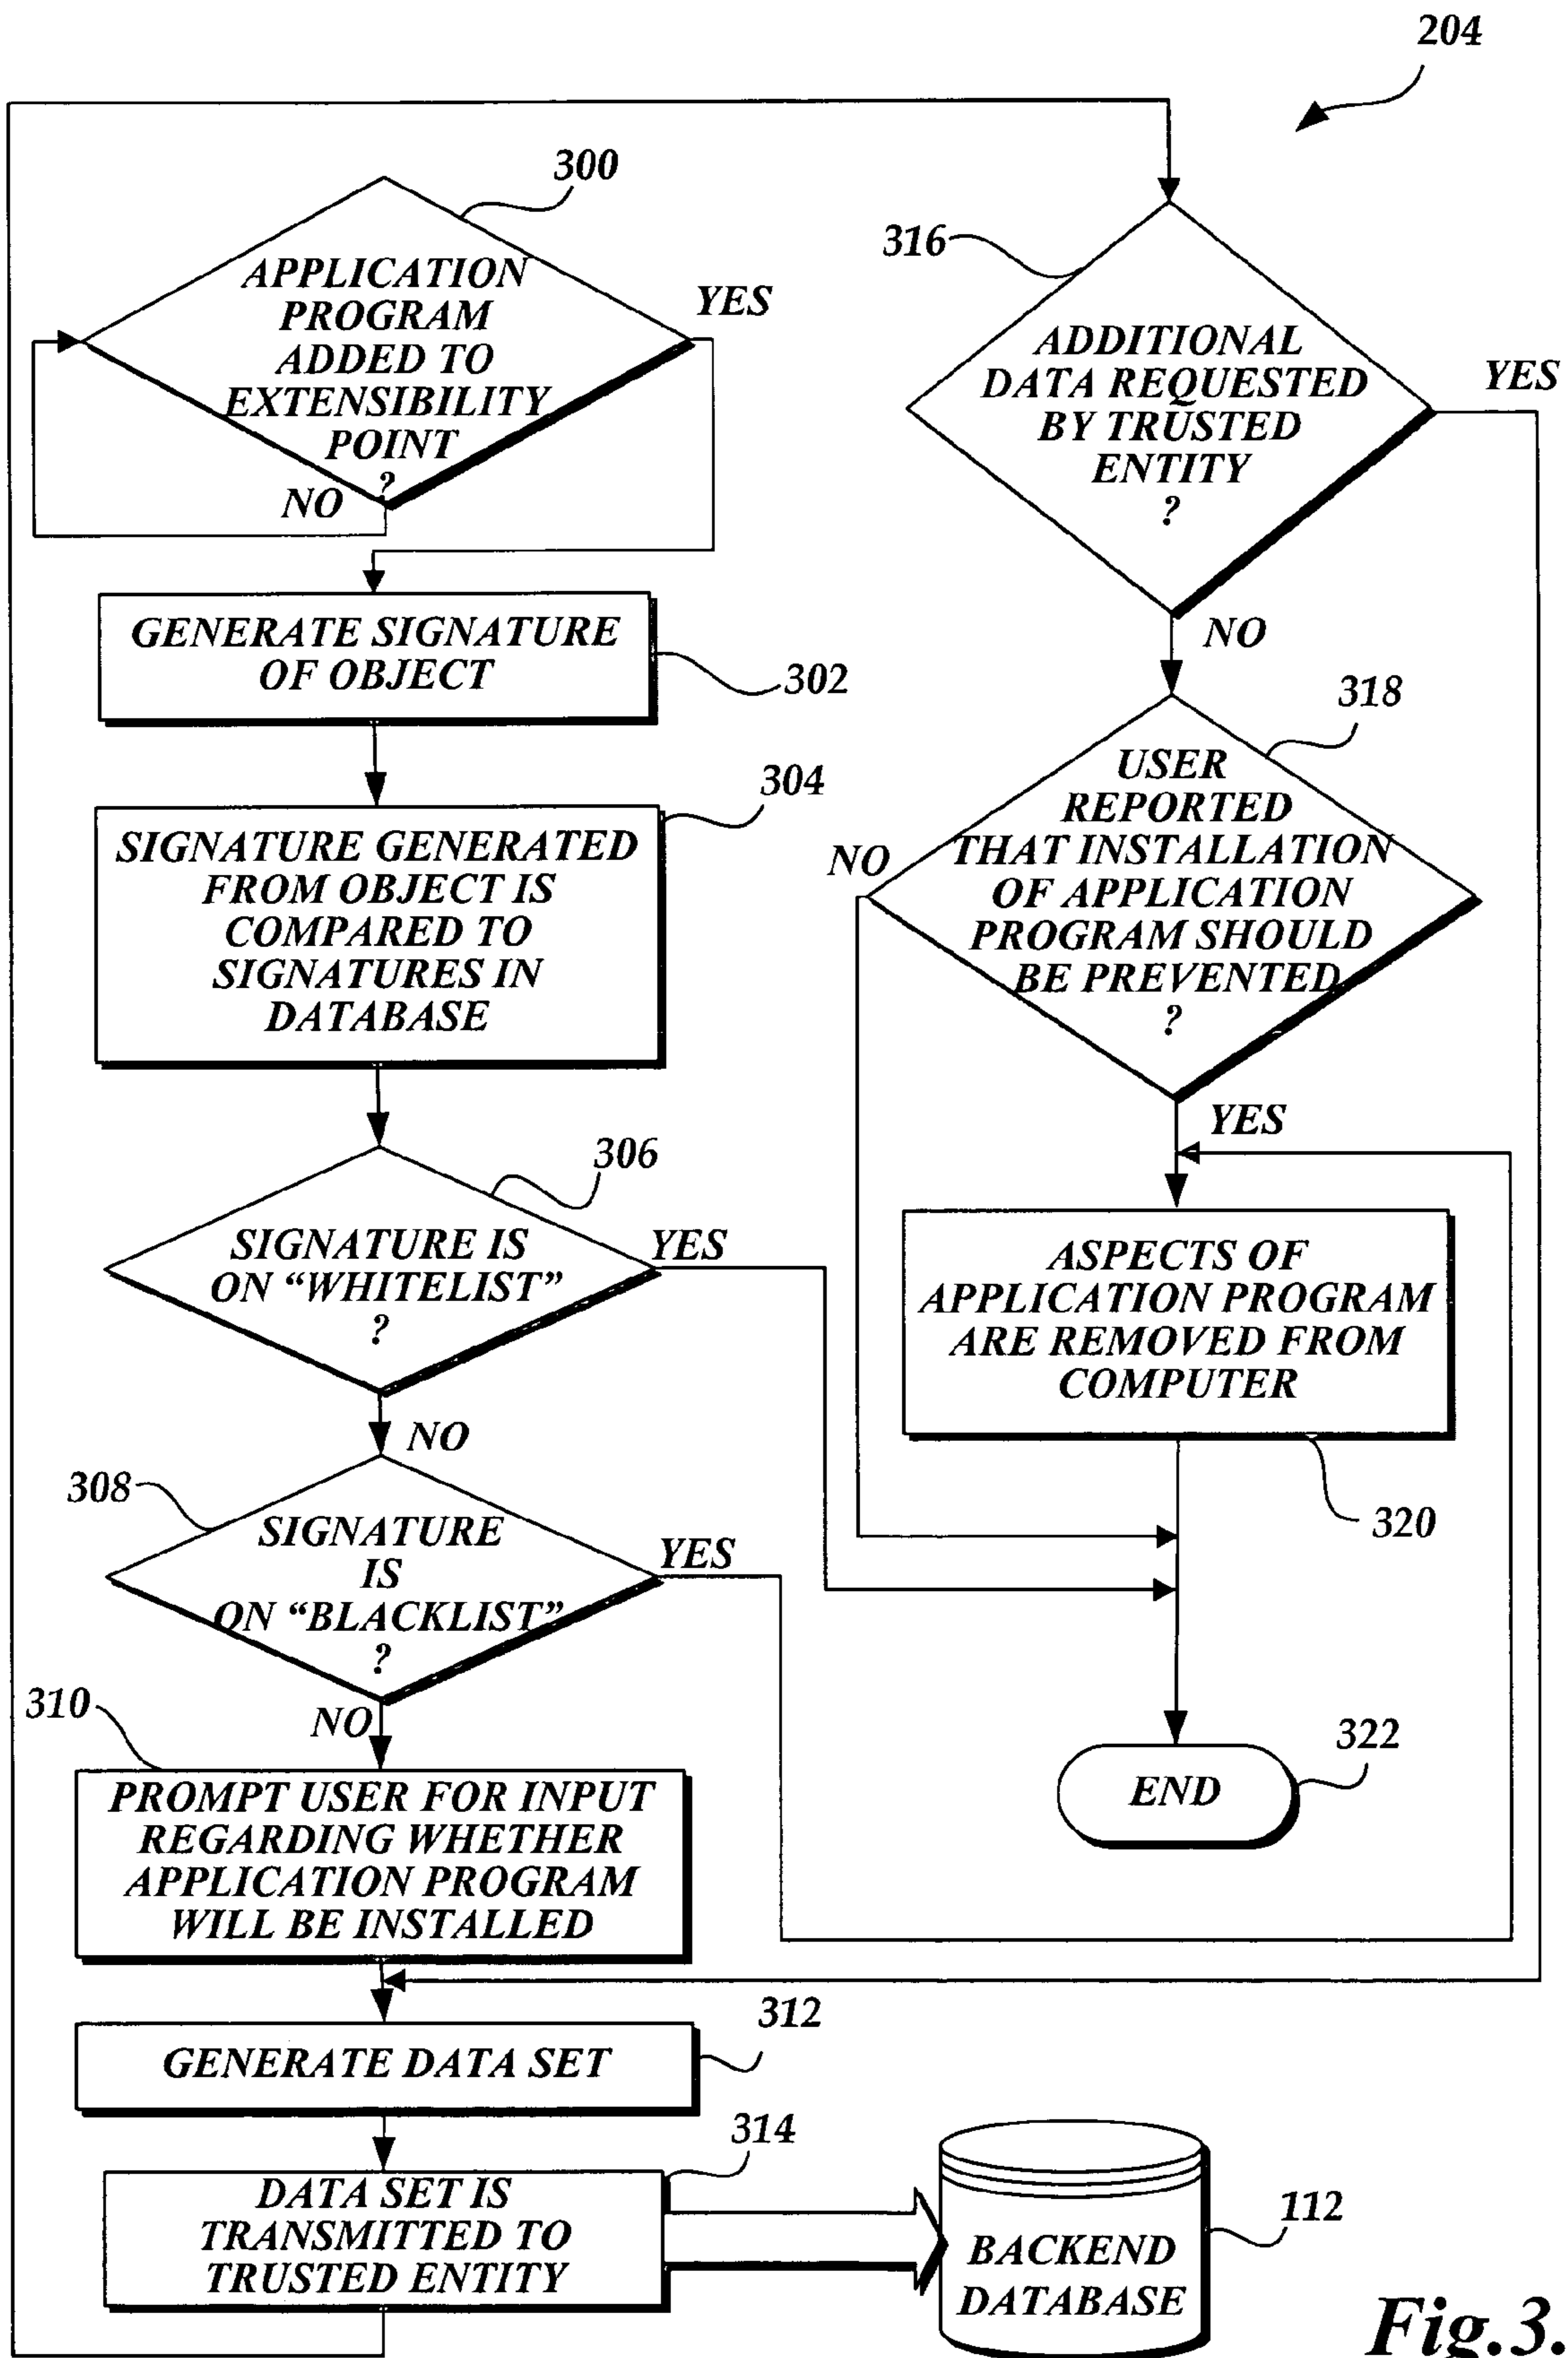 204
300
APPLICATION
PROGRAM
ADDED TO
EXTENSIBILITY
POINT
?
YES
NO
GENERATE SIGNATURE
OF OBJECT
302
304
SIGNATURE GENERATED
FROM OBJECT IS
COMPARED TO
SIGNATURES IN
DATABASE
306
SIGNATURE IS
ON “WHITELIST”
?
YES
NO
308
SIGNATURE
IS
ON “BLACKLIST”
?
YES
NO
310
PROMPT USER FOR INPUT
REGARDING WHETHER
APPLICATION PROGRAM
WILL BE INSTALLED
312
GENERATE DATA SET
314
DATA SET IS
TRANSMITTED TO
TRUSTED ENTITY
BACKEND
DATABASE
112
316
ADDITIONAL
DATA REQUESTED
BY TRUSTED
ENTITY
?
YES
NO
318
USER
REPORTED
THAT INSTALLATION
OF APPLICATION
PROGRAM SHOULD
BE PREVENTED
?
NO
YES
ASPECTS OF
APPLICATION PROGRAM
ARE REMOVED FROM
COMPUTER
320
322
END
Fig.3.